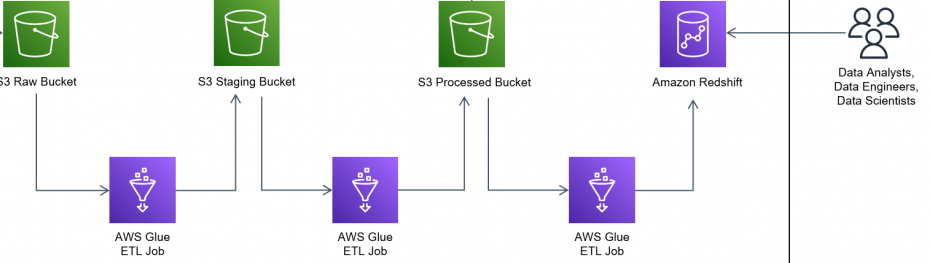 S3 Raw Bucket
S3 Staging Bucket
S3 Processed Bucket
Amazon Redshift
Data Analysts,
Data Engineers,
Data Scientists
AWS Glue
ETL Job
AWS Glue
ETL Job
AWS Glue
ETL Job